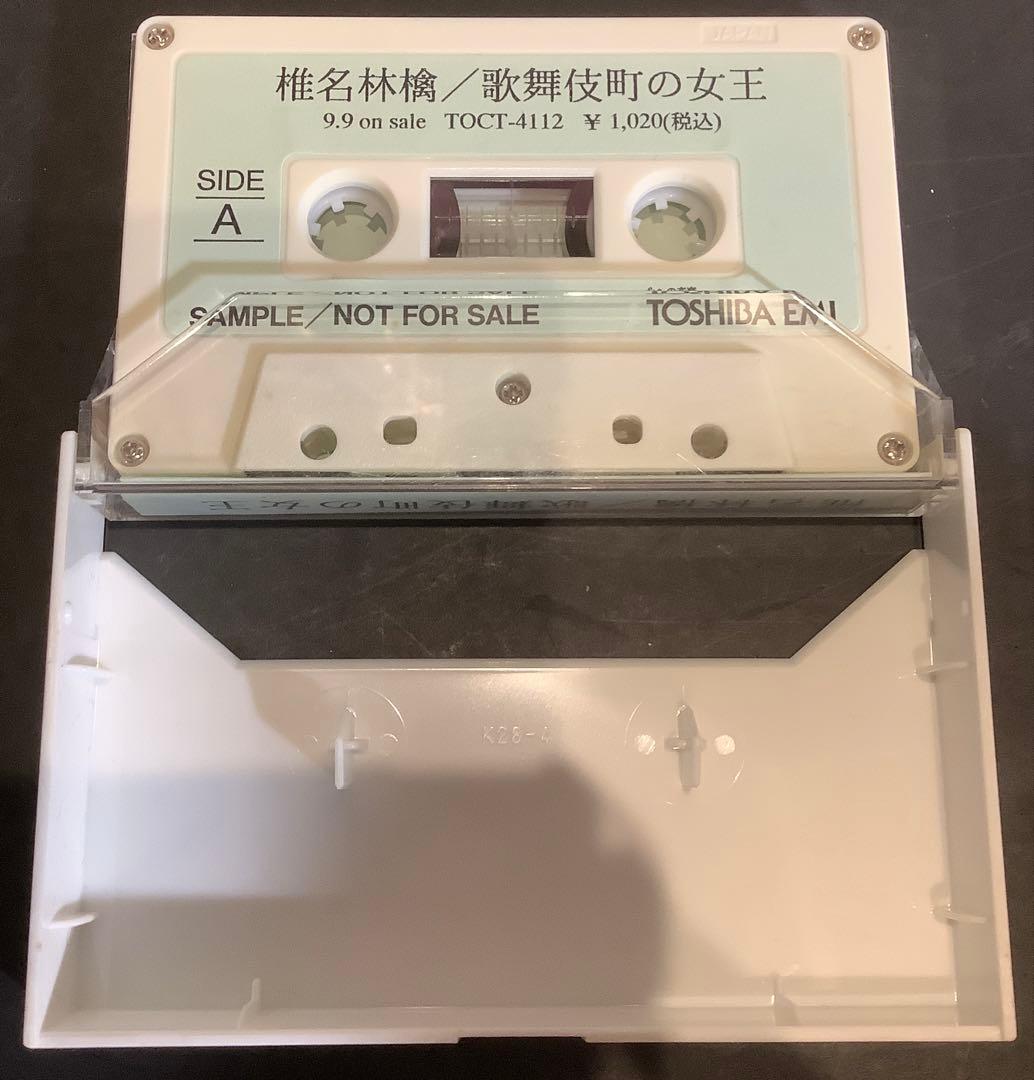 JAPAN
椎名林檎／歌舞伎町の女王
9.9 on sale TOCT-4112 ￥1,020(税込)
SIDE
A
SAMPLE／NOT FOR SALE
TOSHIBA EMI
K28-4